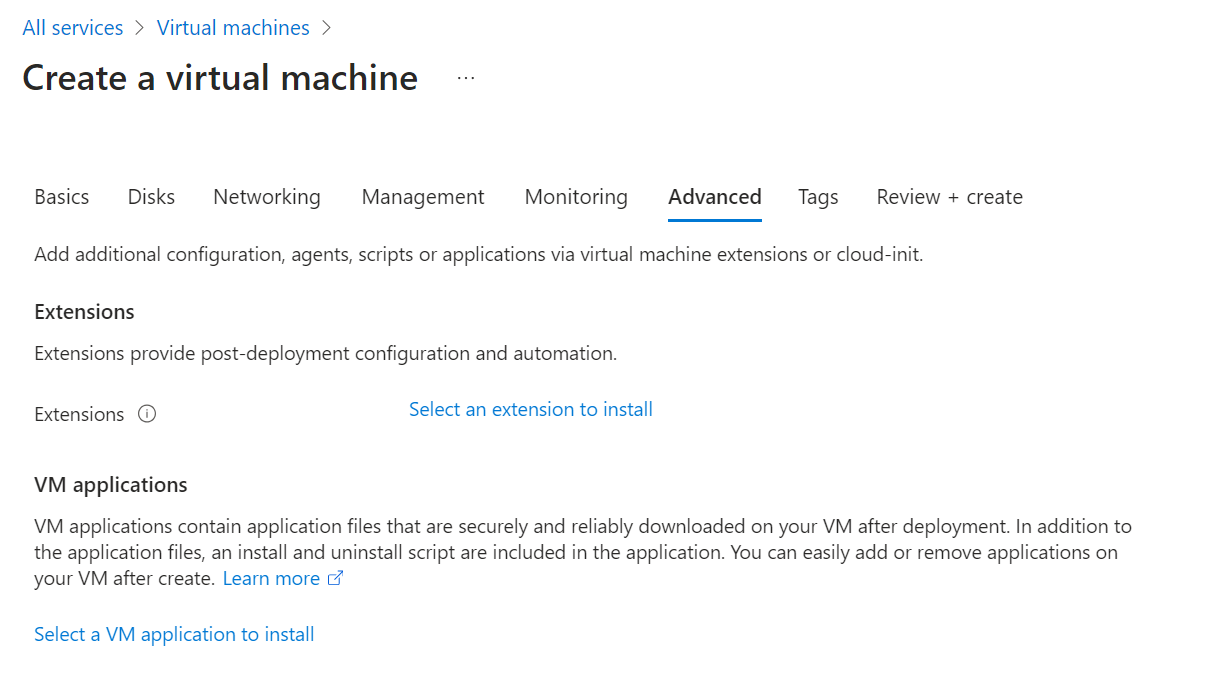 All services > Virtual machines >
Create a virtual machine ...
Basics Disks Networking Management Monitoring Advanced Tags Review + create
Add additional configuration, agents, scripts or applications via virtual machine extensions or cloud-init.
Extensions
Extensions provide post-deployment configuration and automation.
Extensions Select an extension to install
VM applications
VM applications contain application files that are securely and reliably downloaded on your VM after deployment. In addition to
the application files, an install and uninstall script are included in the application. You can easily add or remove applications on
your VM after create. Learn more
Select a VM application to install